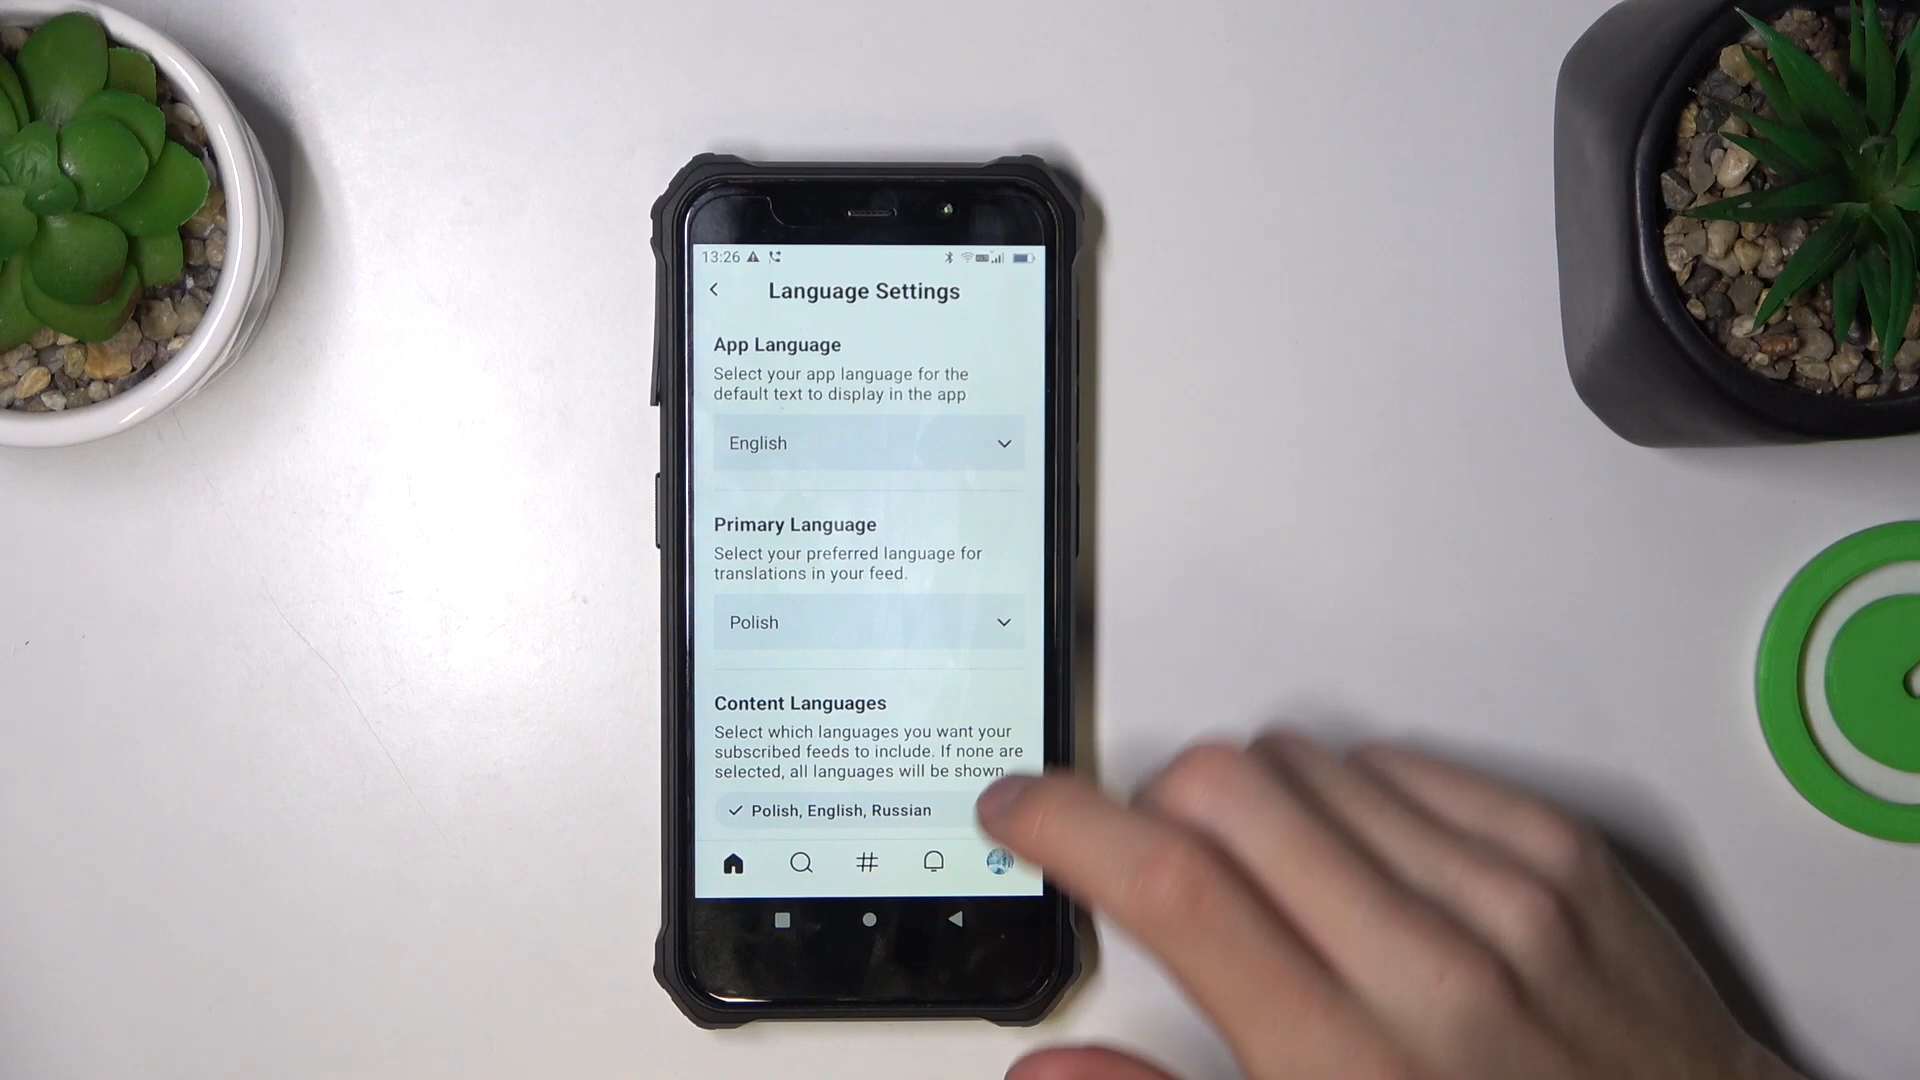 13:26
Language Settings
App Language
Select your app language for the
default text to display in the app
English
Primary Language
Select your preferred language for
translations in your feed.
Polish
Content Languages
Select which languages you want your
subscribed feeds to include. If none are
selected, all languages will be shown.
Polish, English, Russian